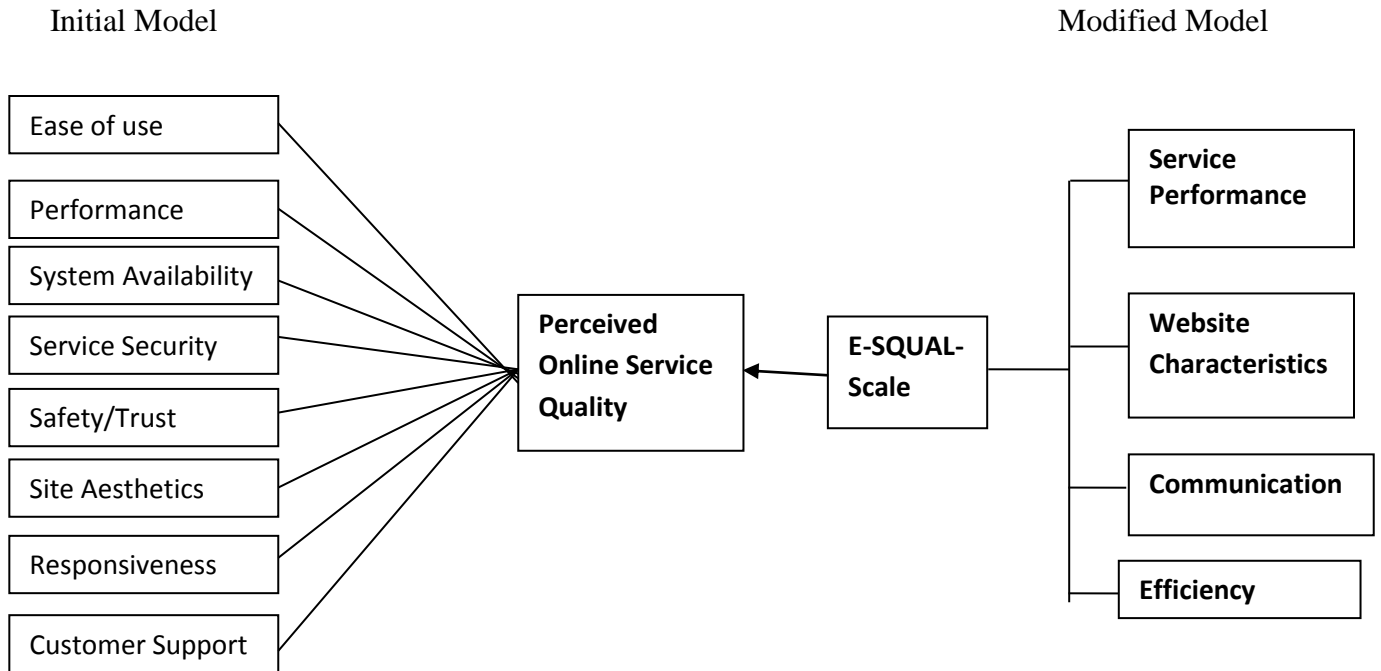 Initial Model
Modified Model
Ease of use
Performance
System Availability
Service Security
Safety/Trust
Site Aesthetics
Responsiveness
Customer Support
Perceived
Online Service
Quality
E-SQUAL-
Scale
Service
Performance
Website
Characteristics
Communication
Efficiency